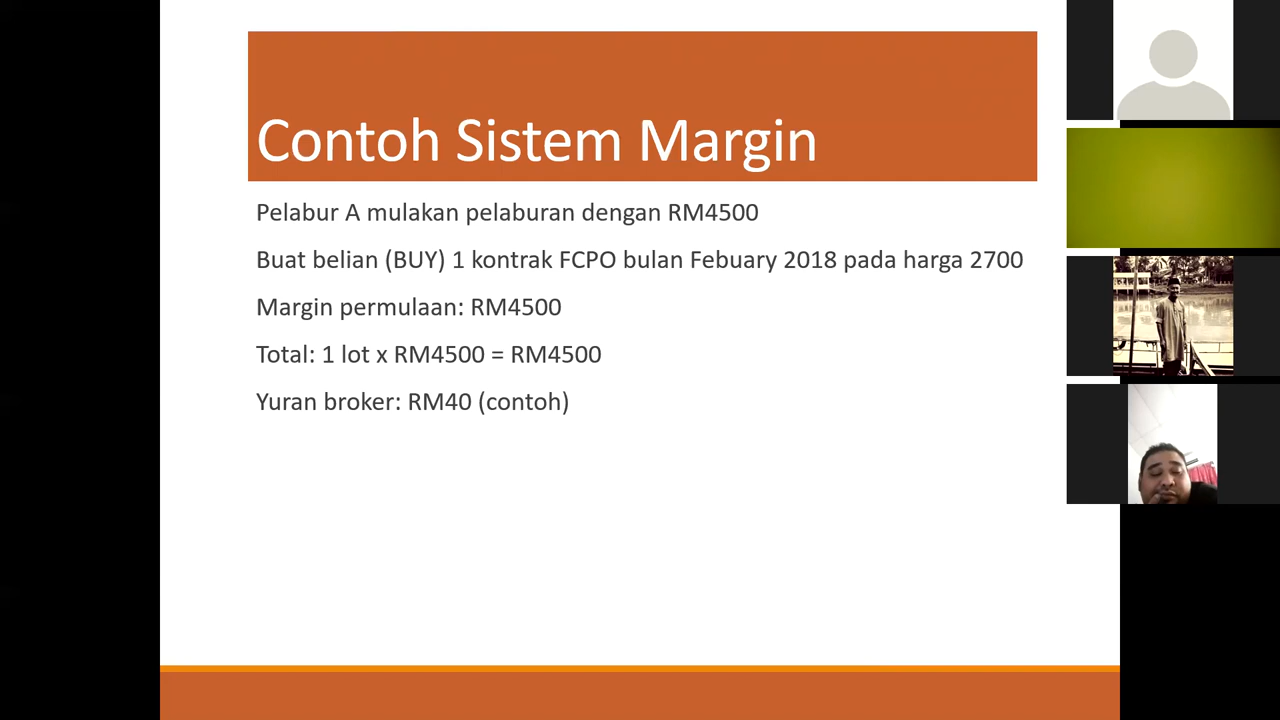 Contoh Sistem Margin
Pelabur A mulakan pelaburan dengan RM4500
Buat belian (BUY) 1 kontrak FCPO bulan Febuary 2018 pada harga 2700
Margin permulaan: RM4500
Total: 1 lot x RM4500 = RM4500
Yuran broker: RM40 (contoh)